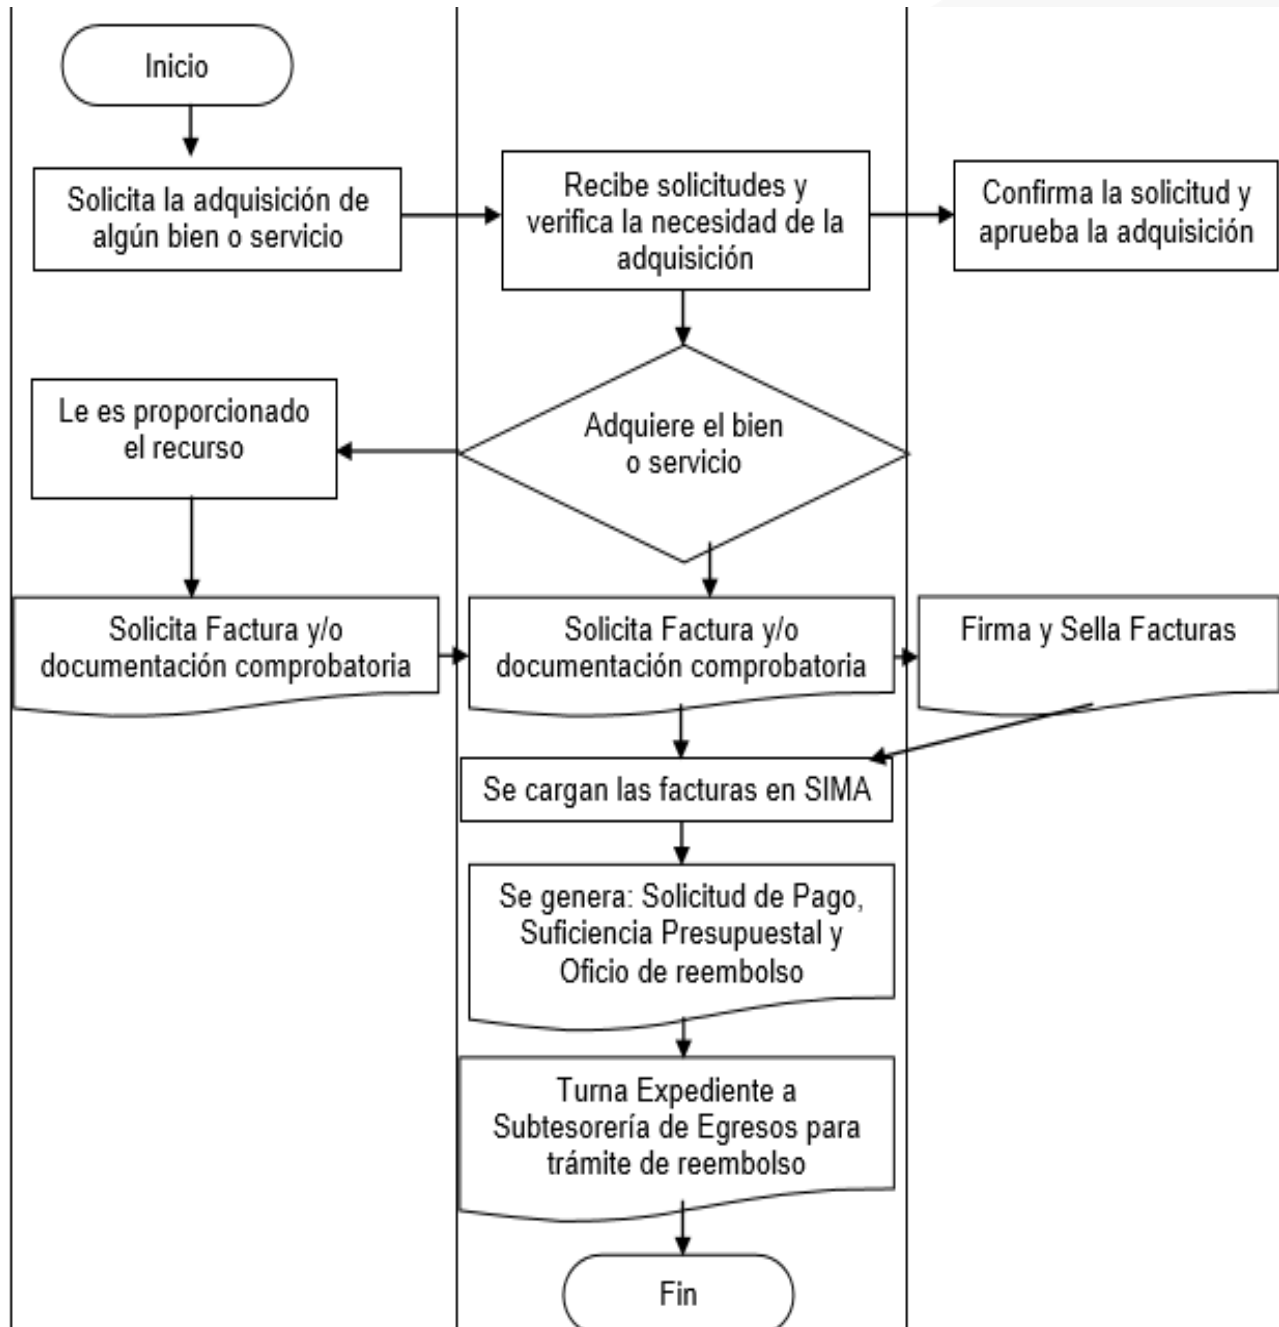 Inicio
Solicita la adquisición de
algún bien o servicio
Recibe solicitudes y
verifica la necesidad de la
adquisición
Confirma la solicitud y
aprueba la adquisición
Le es proporcionado
el recurso
Adquiere el bien
o servicio
Solicita Factura y/o
documentación comprobatoria
Solicita Factura y/o
documentación comprobatoria
Firma y Sella Facturas
Se cargan las facturas en SIMA
Se genera: Solicitud de Pago,
Suficiencia Presupuestal y
Oficio de reembolso
Turna Expediente a
Subtesorería de Egresos para
trámite de reembolso
Fin